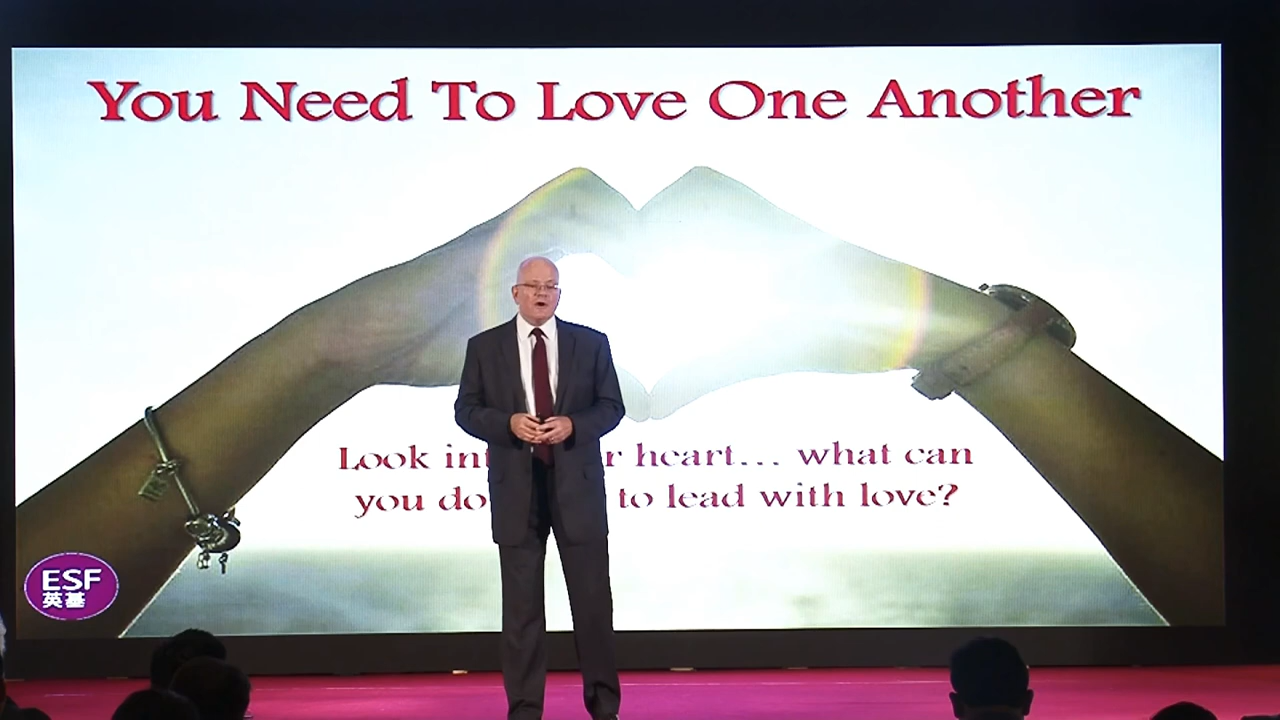 You Need To Love One Another
Look int r heart... what can
you do to lead with love?
ESF
英基